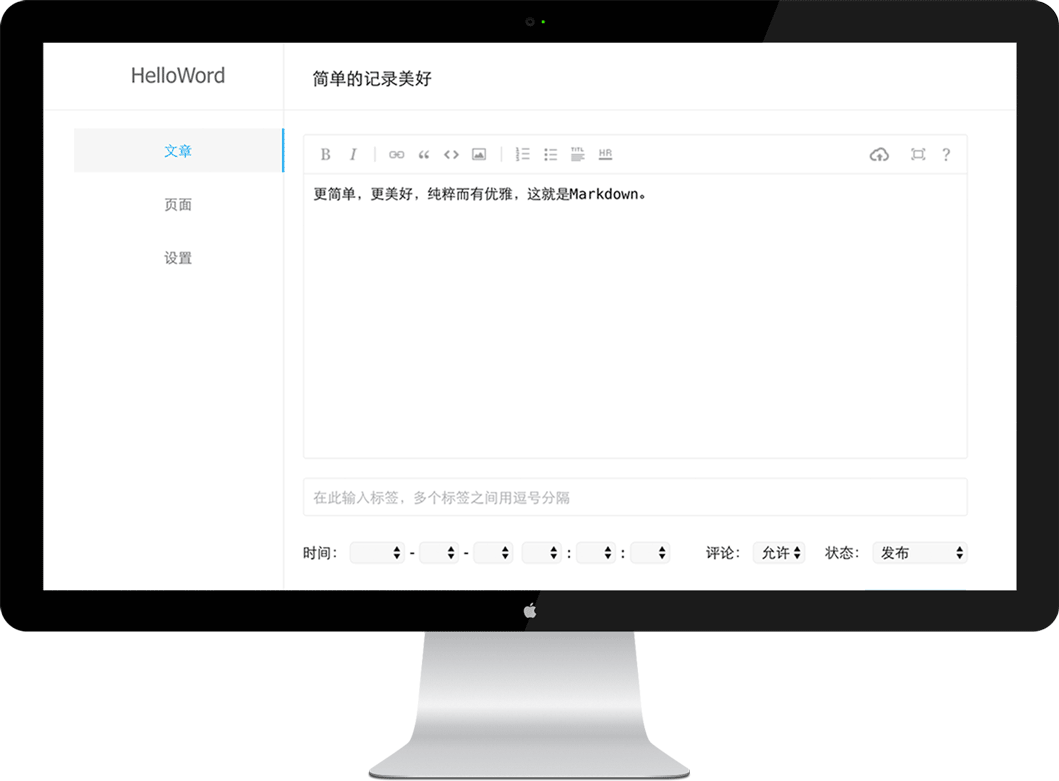 HelloWord
简单的记录美好
文章
页面
设置
B I TITL HR ?
更简单，更美好，纯粹而有优雅，这就是Markdown。
在此输入标签，多个标签之间用逗号分隔
时间： - - : : 评论： 允许 状态： 发布